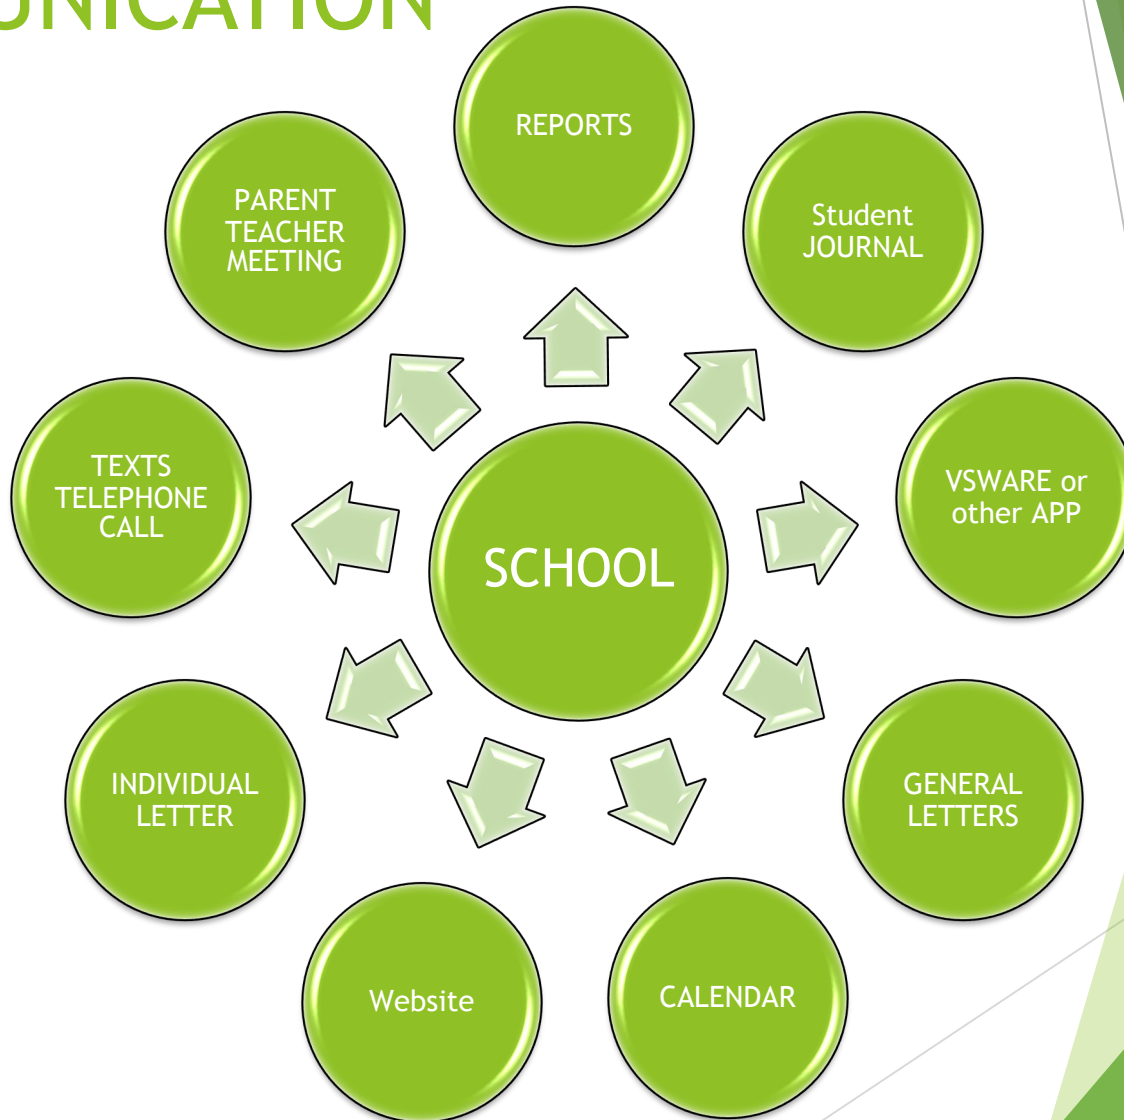 UNICATION
REPORTS
PARENT
TEACHER
MEETING
Student
JOURNAL
TEXTS
TELEPHONE
CALL
VSWARE or
other APP
SCHOOL
INDIVIDUAL
LETTER
GENERAL
LETTERS
Website
CALENDAR